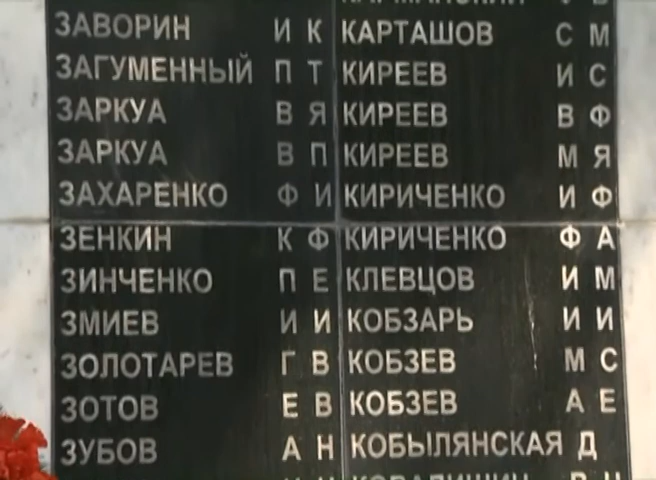 ЗАВОРИН И К
ЗАГУМЕННЫЙ П Т
ЗАРКУА В Я
ЗАРКУА В П
ЗАХАРЕНКО Ф И
ЗЕНКИН К Ф
ЗИНЧЕНКО П Е
ЗМИЕВ И И
ЗОЛОТАРЕВ Г В
ЗОТОВ Е В
ЗУБОВ А Н
КАРТАШОВ С М
КИРЕЕВ И С
КИРЕЕВ В Ф
КИРЕЕВ М Я
КИРИЧЕНКО И Ф
КИРИЧЕНКО Ф А
КЛЕВЦОВ И М
КОБЗАРЬ И И
КОБЗЕВ М С
КОБЗЕВ А Е
КОБЫЛЯНСКАЯ Д